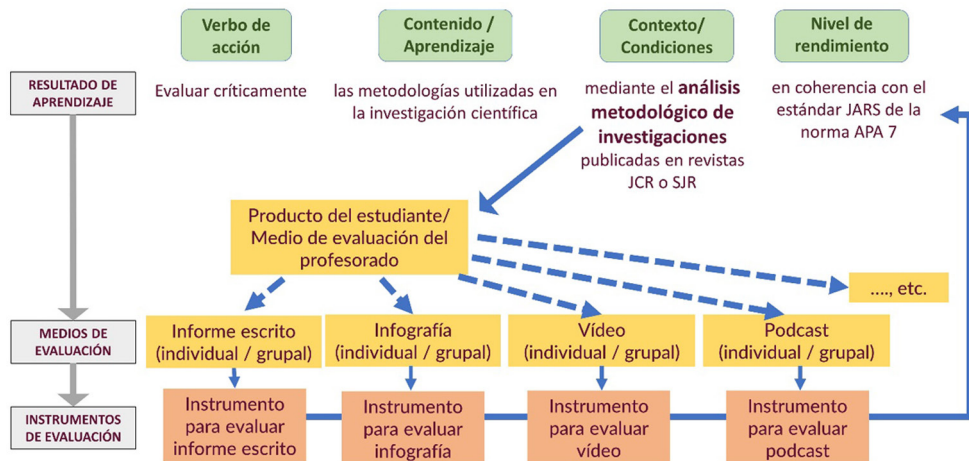 Verbo de
acción
Contenido /
Aprendizaje
Contexto/
Condiciones
Nivel de
rendimiento
RESULTADO DE
APRENDIZAJE
Evaluar críticamente
las metodologías utilizadas en
la investigación científica
mediante el análisis
metodológico de
investigaciones
publicadas en revistas
JCR o SJR
en coherencia con el
estándar JARS de la
norma APA 7
Producto del estudiante/
Medio de evaluación del
profesorado
...., etc.
MEDIOS DE
EVALUACIÓN
Informe escrito
(individual / grupal)
Infografía
(individual / grupal)
Vídeo
(individual / grupal)
Podcast
(individual / grupal)
INSTRUMENTOS
DE EVALUACIÓN
Instrumento
para evaluar
informe escrito
Instrumento
para evaluar
infografía
Instrumento
para evaluar
vídeo
Instrumento
para evaluar
podcast